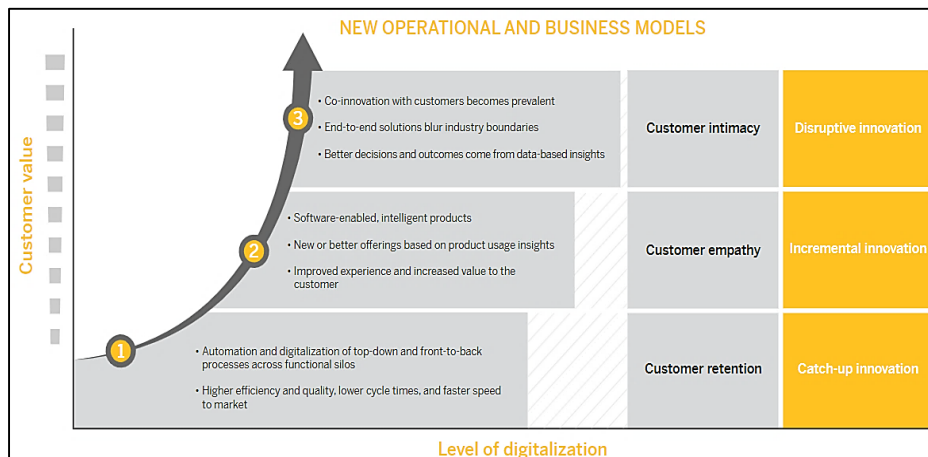 NEW OPERATIONAL AND BUSINESS MODELS
Customer value
3
• Co-innovation with customers becomes prevalent
• End-to-end solutions blur industry boundaries
• Better decisions and outcomes come from data-based insights
Customer intimacy
Disruptive innovation
2
• Software-enabled, intelligent products
• New or better offerings based on product usage insights
• Improved experience and increased value to the
customer
Customer empathy
Incremental innovation
1
• Automation and digitalization of top-down and front-to-back
processes across functional silos
• Higher efficiency and quality, lower cycle times, and faster speed
to market
Customer retention
Catch-up innovation
Level of digitalization